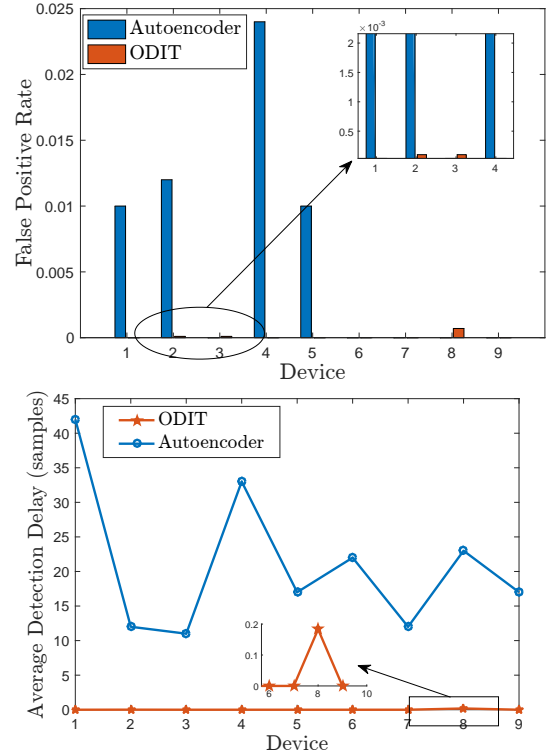 Autoencoder
ODIT
False Positive Rate
0.025
0.02
0.015
0.01
0.005
0
1 2 3 4 5 6 7 8 9
Device
× 10⁻³
2
1.5
1
0.5
1 2 3 4
ODIT
Autoencoder
Average Detection Delay (samples)
45
40
35
30
25
20
15
10
5
0
1 2 3 4 5 6 7 8 9
Device
0.2
0.1
0
6 8 10